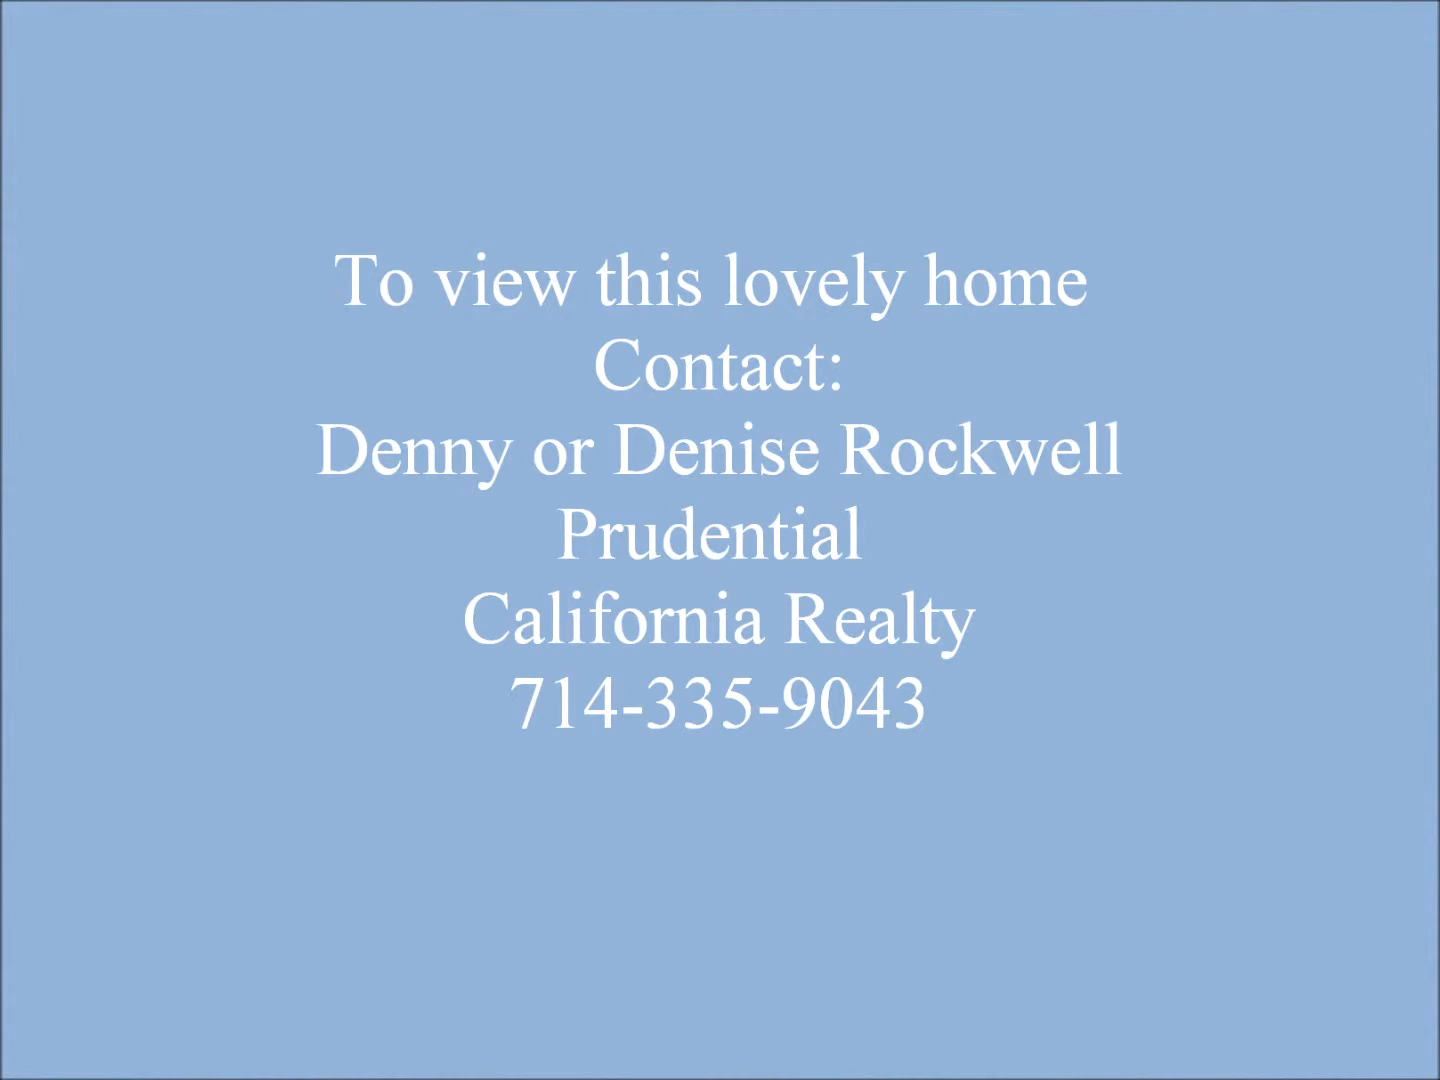 To view this lovely home
Contact:
Denny or Denise Rockwell
Prudential
California Realty
714-335-9043